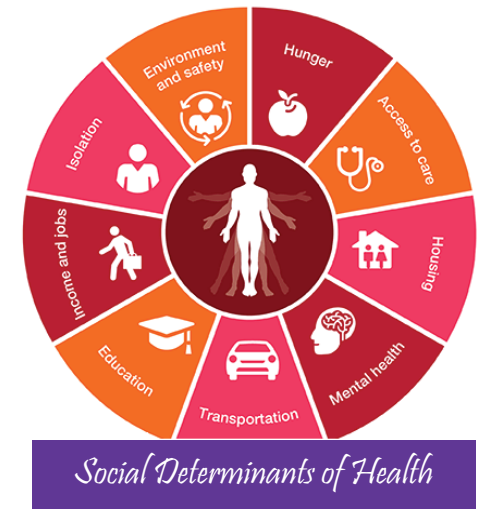 Environment
and safety
Hunger
Access to care
Housing
Mental health
Transportation
Education
Income and jobs
Isolation
Social Determinants of Health